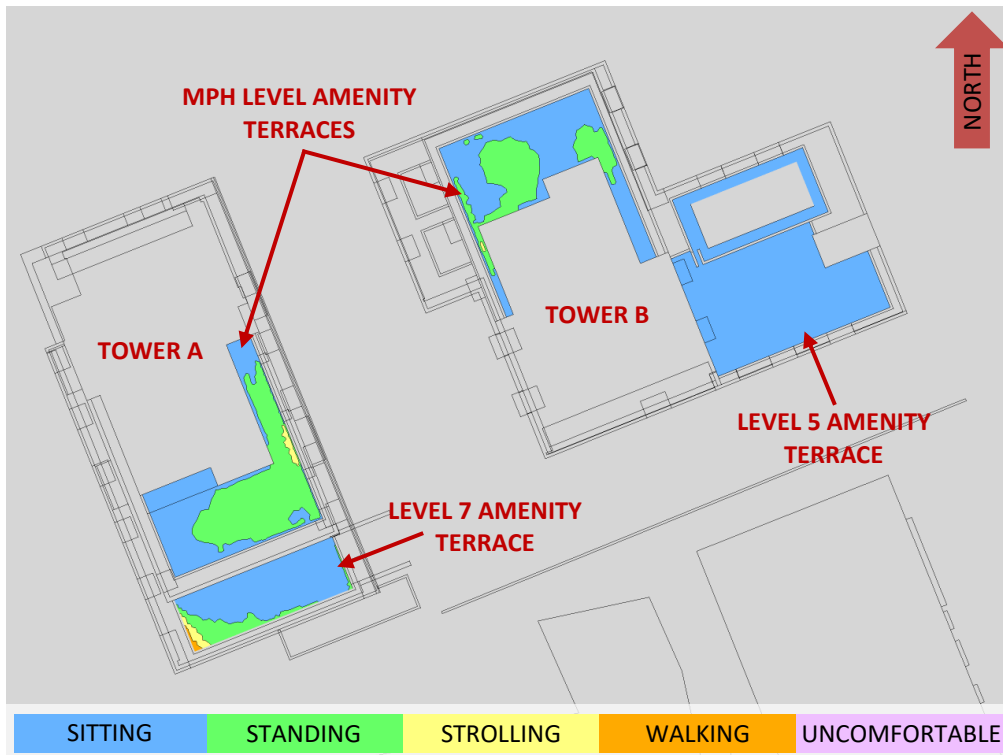 NORTH
MPH LEVEL AMENITY
TERRACES
TOWER B
TOWER A
LEVEL 5 AMENITY
TERRACE
LEVEL 7 AMENITY
TERRACE
SITTING
STANDING
STROLLING
WALKING
UNCOMFORTABLE